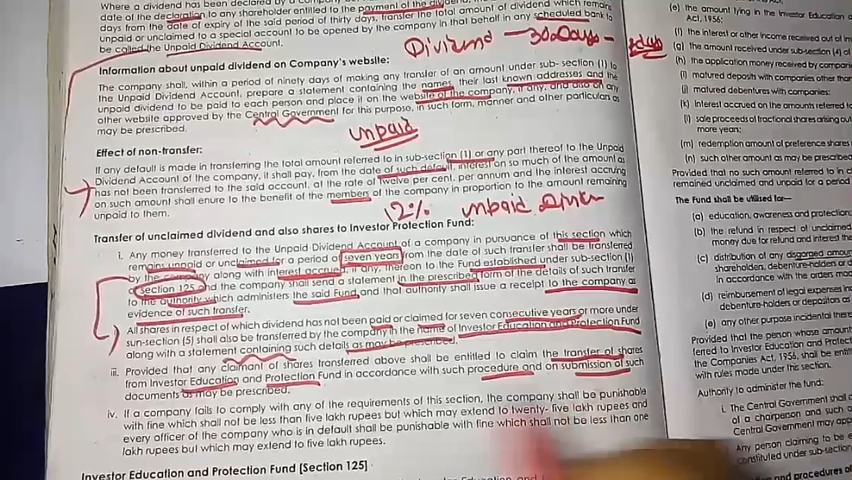 Where a dividend has been declared by a
date of the declaration to any shareholder entitled to the payment of the dividend
days from the date of expiry of the said period of thirty days, transfer the total amount of dividend which remains
unpaid or unclaimed to a special account to be opened by the company in that behalf in any scheduled bank to
be called the Unpaid Dividend Account.
Information about unpaid dividend on Company's website:
The company shall, within a period of ninety days of making any transfer of an amount under sub- section (1) to
the Unpaid Dividend Account, prepare a statement containing the names, their last known addresses and the
unpaid dividend to be paid to each person and place it on the website of the company, if any, and also on any
other website approved by the Central Government for this purpose, in such form, manner and other particulars as
may be prescribed.
unpaid
Effect of non-transfer:
If any default is made in transferring the total amount referred to in sub-section (1) or any part thereof to the Unpaid
Dividend Account of the company, it shall pay, from the date of such default, interest on so much of the amount as
has not been transferred to the said account, at the rate of Twelve per cent. per annum and the interest accruing
on such amount shall enure to the benefit of the members of the company in proportion to the amount remaining
unpaid to them.
12% unpaid
Transfer of unclaimed dividend and also shares to Investor Protection Fund:
i. Any money transferred to the Unpaid Dividend Account of a company in pursuance of this section which
remains unpaid or unclaimed for a period of seven years from the date of such transfer shall be transferred
by the company along with interest accrued, if any, thereon to the Fund established under sub-section (1)
section 125 and the company shall send a statement in the prescribed form of the details of such transfer
to the authority which administers the said Fund and that authority shall issue a receipt to the company as
evidence of such transfer.
All shares in respect of which dividend has not been paid or claimed for seven consecutive years or more under
sun-section (5) shall also be transferred by the company in the name of Investor Education and Protection Fund
along with a statement containing such details as may be prescribed.
iii. Provided that any claimant of shares transferred above shall be entitled to claim the transfer of shares
from Investor Education and Protection Fund in accordance with such procedure and on submission of such
documents as may be prescribed.
iv. If a company fails to comply with any of the requirements of this section, the company shall be punishable
with fine which shall not be less than five lakh rupees but which may extend to twenty- five lakh rupees and
every officer of the company who is in default shall be punishable with fine which shall not be less than one
lakh rupees but which may extend to five lakh rupees.
Investor Education and Protection Fund [Section 125]
(e) the amount lying in the Investor Education
Act, 1956;
(f) the interest or other income received out of
(g) the amount received under sub-section (4) of
(h) the application money received by companies
(i) matured deposits with companies other than
(j) matured debentures with companies;
(k) interest accrued on the amounts referred to
(l) sale proceeds of fractional shares arising out
more years;
(m) redemption amount of preference shares
(n) such other amount as may be prescribed
Provided that no such amount referred to in
remained unclaimed and unpaid for a period
The Fund shall be utilised for—
(a) education, awareness and protection
(b) the refund in respect of unclaimed
money due for refund and interest
(c) distribution of any disgorged amount
shareholders, debenture-holders or
in accordance with the orders
(d) reimbursement of legal expenses
debenture-holders or depositors as
(e) any other purpose incidental
Provided that the person whose amount
ferred to Investor Education and Protection
the Companies Act, 1956, shall be entitled
with rules made under this section.
Authority to administer the fund:
i. The Central Government shall
of a chairperson and such
Central Government may
Any person claiming to be